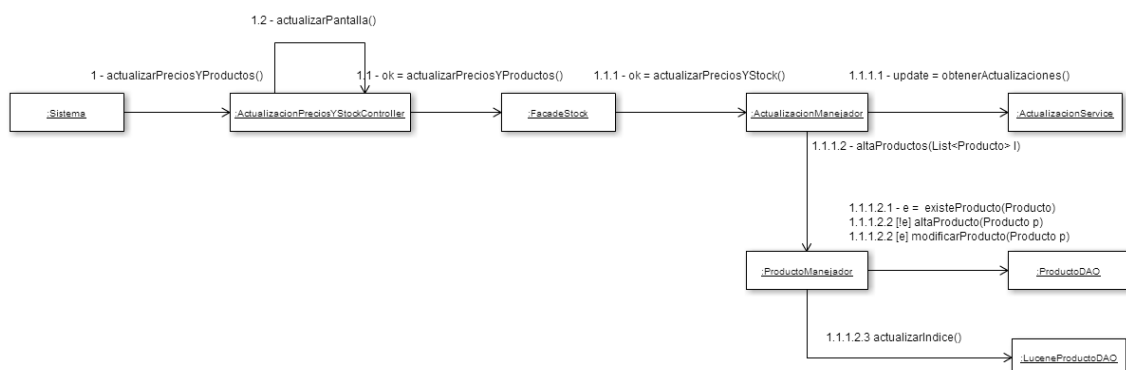 1.2 - actualizarPantalla()
1 - actualizarPreciosYProductos()
1.1 - ok = actualizarPreciosYProductos()
1.1.1 - ok = actualizarPreciosYStock()
1.1.1.1 - update = obtenerActualizaciones()
:Sistema
:ActualizacionPreciosYStockController
:FacadeStock
:ActualizacionManejador
:ActualizacionService
1.1.1.2 - altaProductos(List<Producto> l)
1.1.1.2.1 - e = existeProducto(Producto)
1.1.1.2.2 [!e] altaProducto(Producto p)
1.1.1.2.2 [e] modificarProducto(Producto p)
:ProductoManejador
:ProductoDAO
1.1.1.2.3 actualizarIndice()
:LuceneProductoDAO